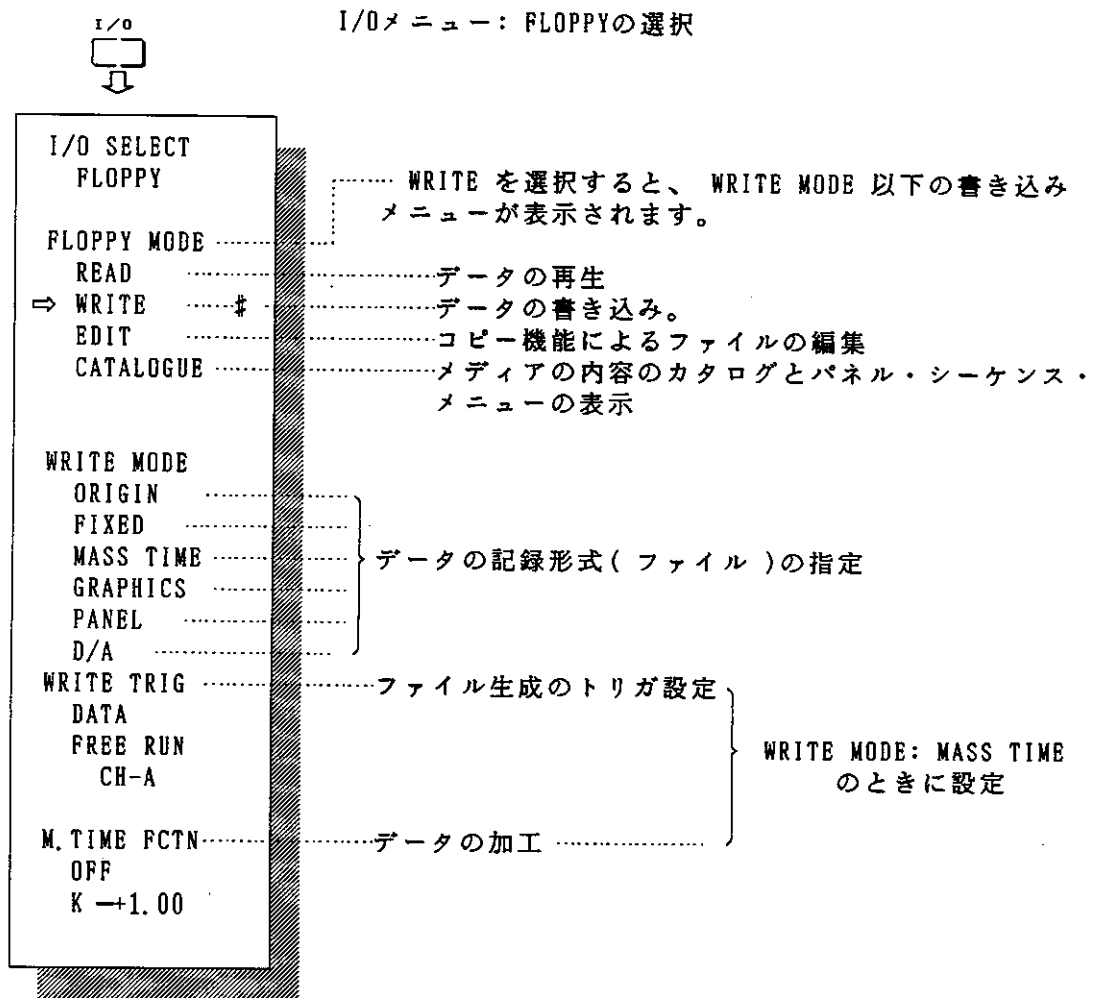 I/O
I/Oメニュー: FLOPPYの選択
I/O SELECT
FLOPPY
WRITE を選択すると、 WRITE MODE 以下の書き込み
メニューが表示されます。
FLOPPY MODE
READ データの再生
⇨ WRITE ♯ データの書き込み。
EDIT コピー機能によるファイルの編集
CATALOGUE メディアの内容のカタログとパネル・シーケンス・
メニューの表示
WRITE MODE
ORIGIN
FIXED
MASS TIME データの記録形式( ファイル )の指定
GRAPHICS
PANEL
D/A
WRITE TRIG ファイル生成のトリガ設定
DATA
FREE RUN WRITE MODE: MASS TIME
CH-A のときに設定
M.TIME FCTN データの加工
OFF
K —+1.00